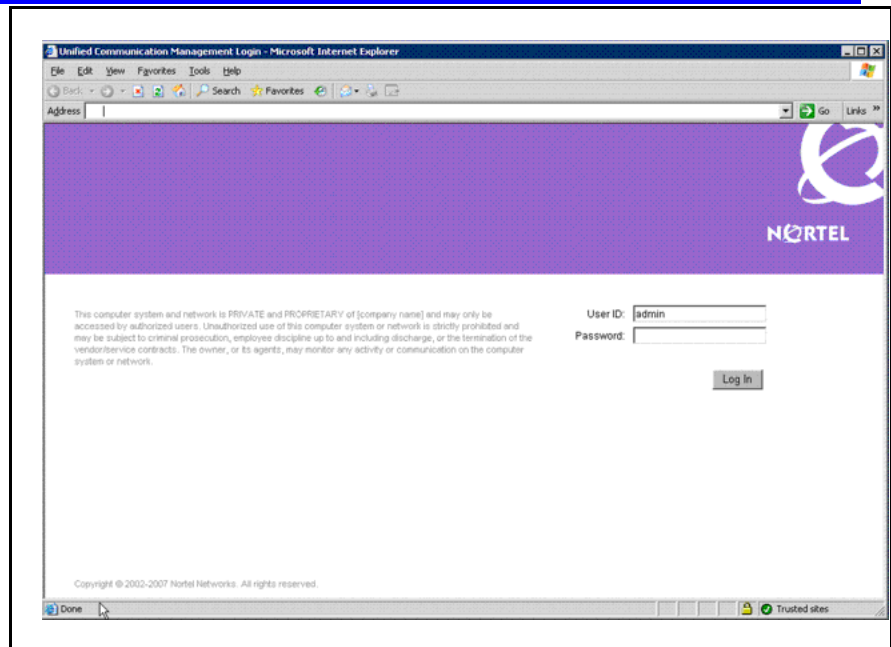 Unified Communication Management Login - Microsoft Internet Explorer
File Edit View Favorites Tools Help
Back Search Favorites
Address Go Links »
NORTEL
This computer system and network is PRIVATE and PROPRIETARY of [company name] and may only be
accessed by authorized users. Unauthorized use of this computer system or network is strictly prohibited and
may be subject to criminal prosecution, employee discipline up to and including discharge, or the termination of the
vendor/service contracts. The owner, or its agents, may monitor any activity or communication on the computer
system or network.
User ID: admin
Password:
Log In
Copyright © 2002-2007 Nortel Networks. All rights reserved.
Done Trusted sites